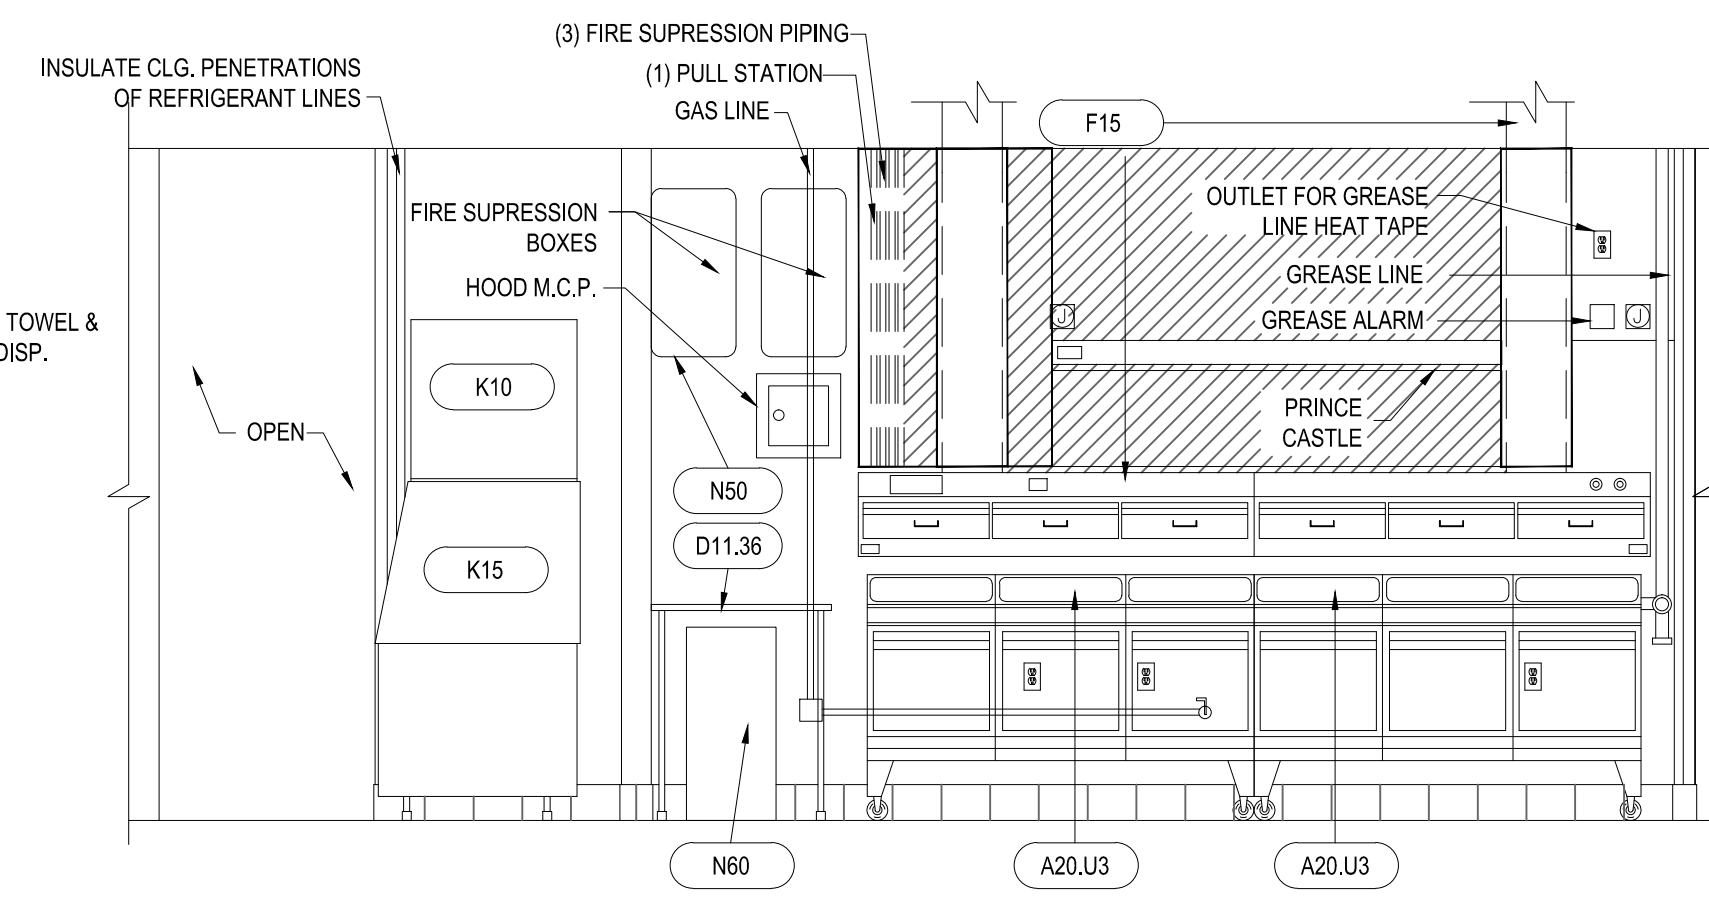 (3) FIRE SUPRESSION PIPING
INSULATE CLG. PENETRATIONS
OF REFRIGERANT LINES
(1) PULL STATION
GAS LINE
F15
FIRE SUPRESSION
BOXES
OUTLET FOR GREASE
LINE HEAT TAPE
HOOD M.C.P.
GREASE LINE
GREASE ALARM
J
J
TOWEL &
DISP.
K10
OPEN
PRINCE
CASTLE
N50
D11.36
K15
N60
A20.U3
A20.U3